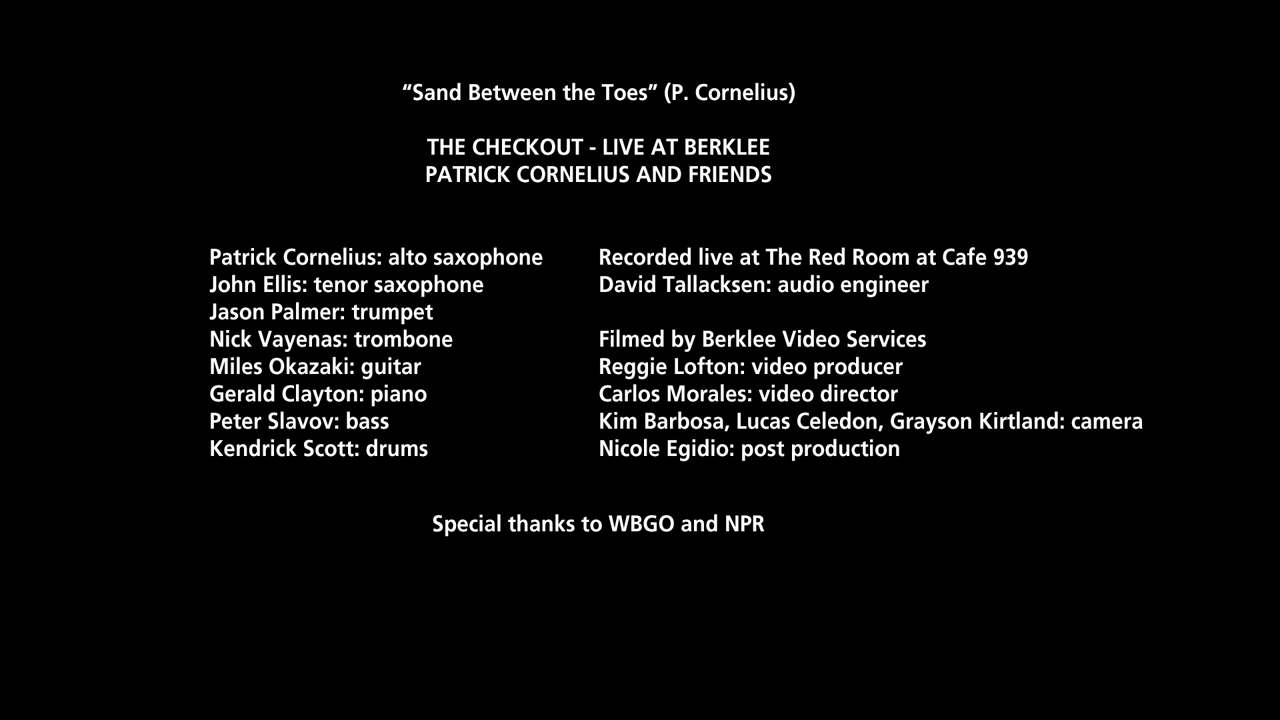 “Sand Between the Toes” (P. Cornelius)
THE CHECKOUT - LIVE AT BERKLEE
PATRICK CORNELIUS AND FRIENDS
Patrick Cornelius: alto saxophone
John Ellis: tenor saxophone
Jason Palmer: trumpet
Nick Vayenas: trombone
Miles Okazaki: guitar
Gerald Clayton: piano
Peter Slavov: bass
Kendrick Scott: drums
Recorded live at The Red Room at Cafe 939
David Tallacksen: audio engineer
Filmed by Berklee Video Services
Reggie Lofton: video producer
Carlos Morales: video director
Kim Barbosa, Lucas Celedon, Grayson Kirtland: camera
Nicole Egidio: post production
Special thanks to WBGO and NPR